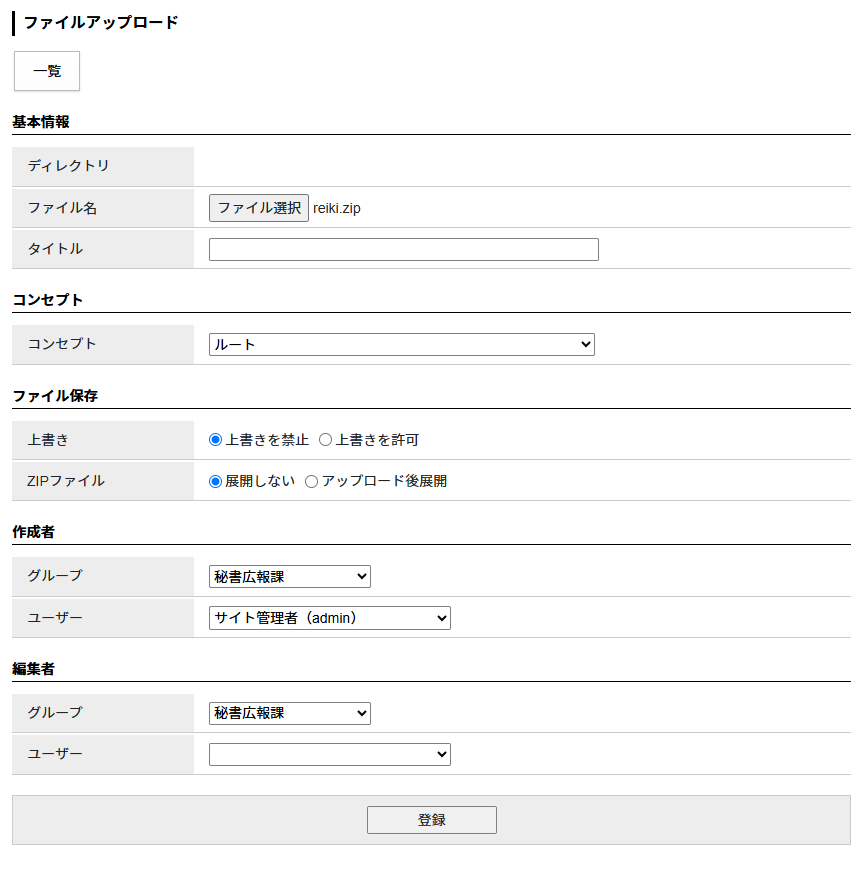 ファイルアップロード
一覧
基本情報
ディレクトリ
ファイル名 ファイル選択 reiki.zip
タイトル
コンセプト
コンセプト ルート
ファイル保存
上書き 上書きを禁止 上書きを許可
ZIPファイル 展開しない アップロード後展開
作成者
グループ 秘書広報課
ユーザー サイト管理者（admin）
編集者
グループ 秘書広報課
ユーザー
登録